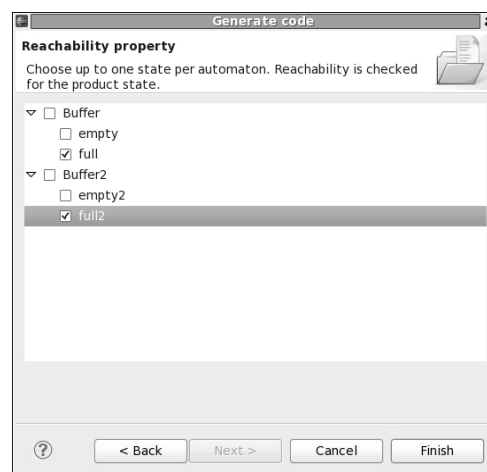 Generate code
Reachability property
Choose up to one state per automaton. Reachability is checked
for the product state.
Buffer
empty
full
Buffer2
empty2
full2
?
< Back Next > Cancel Finish